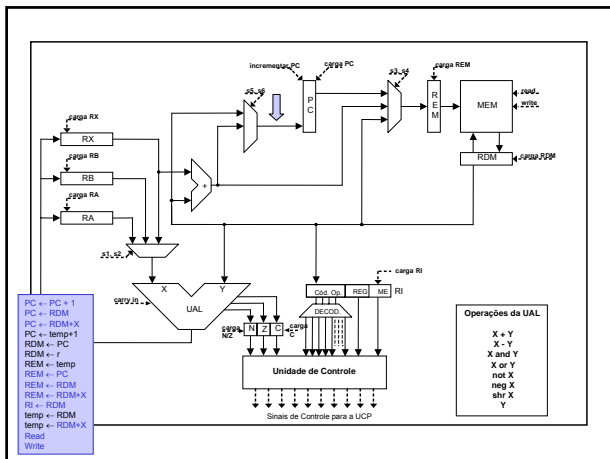 incrementar PC
carga PC
carga REM
s5, s6
s3, s4
PC
REM
MEM
read
write
RDM
carga RDM
carga RX
RX
carga RB
RB
carga RA
RA
+
s1, s2
X
Y
UAL
carry in
carga RI
Cód. Op.
REG
ME
RI
DECOD.
carga N/Z
N
Z
C
carga C
Unidade de Controle
Sinais de Controle para a UCP
PC ← PC + 1
PC ← RDM
PC ← RDM+X
PC ← temp+1
RDM ← PC
RDM ← r
REM ← temp
REM ← PC
REM ← RDM
REM ← RDM+X
RI ← RDM
temp ← RDM
temp ← RDM+X
Read
Write
Operações da UAL
X + Y
X - Y
X and Y
X or Y
not X
neg X
shr X
Y